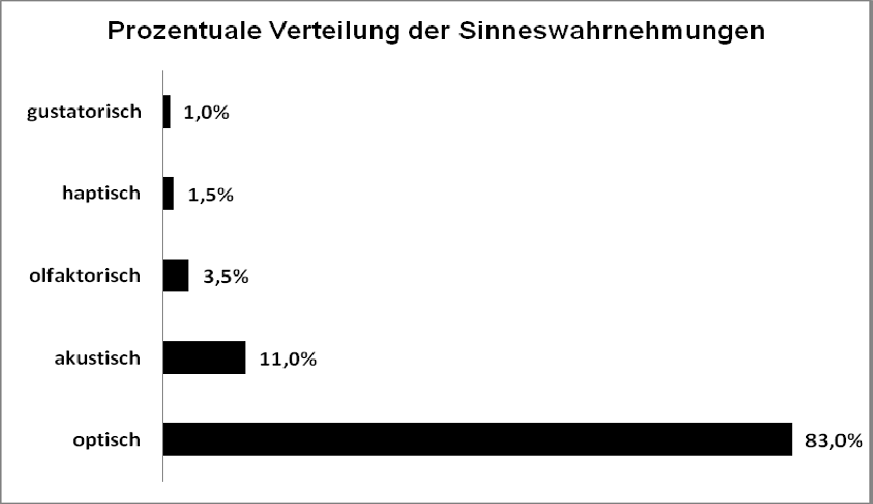 Prozentuale Verteilung der Sinneswahrnehmungen
gustatorisch 1,0%
haptisch 1,5%
olfaktorisch 3,5%
akustisch 11,0%
optisch 83,0%